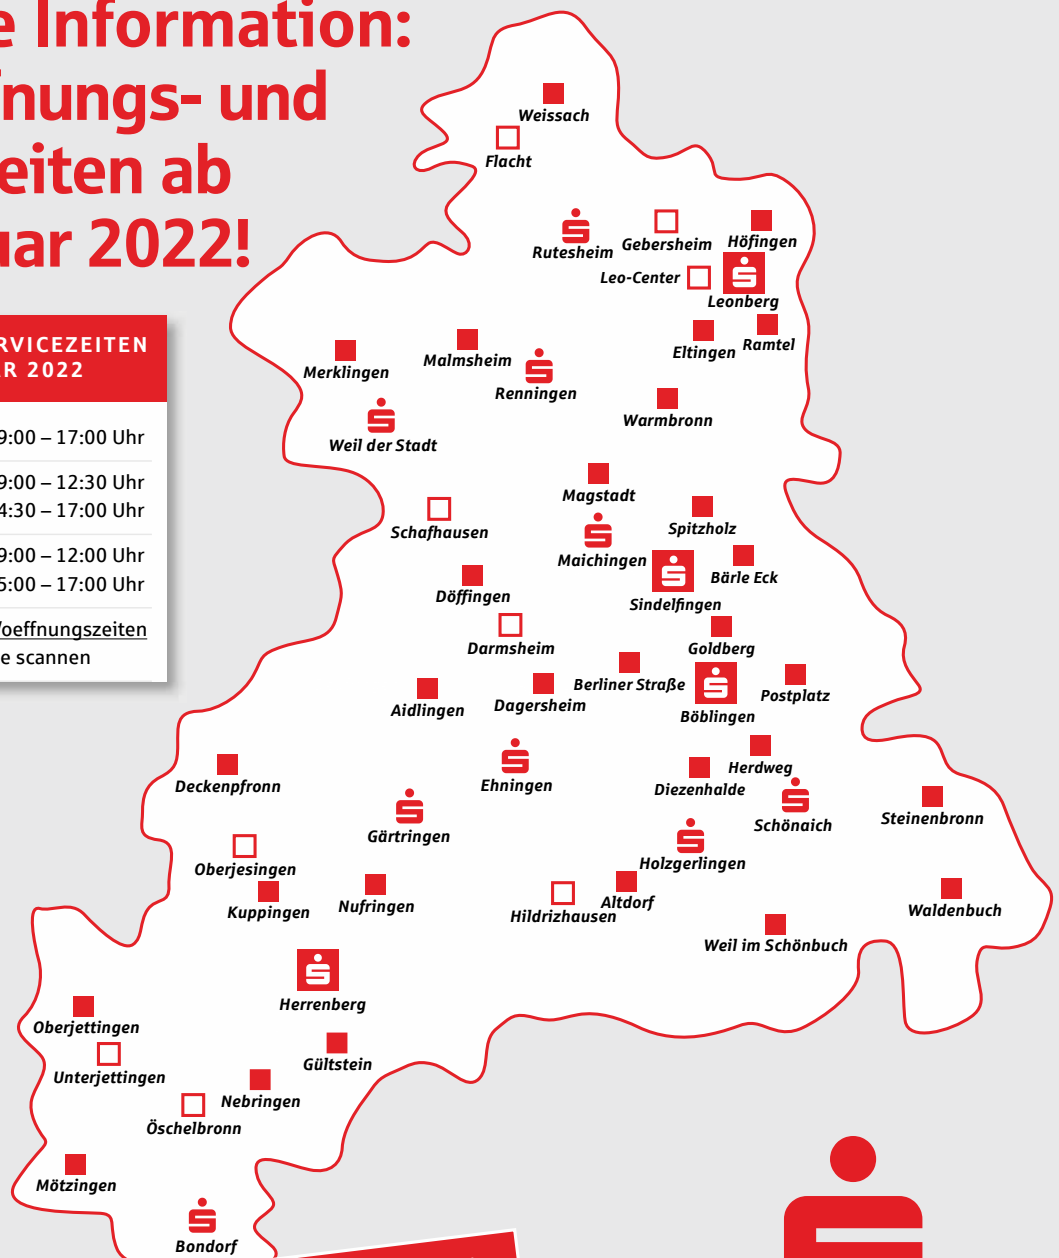 e Information:
nungs- und
eiten ab
uar 2022!
RVICEZEITEN
R 2022
9:00 – 17:00 Uhr
9:00 – 12:30 Uhr
4:30 – 17:00 Uhr
9:00 – 12:00 Uhr
5:00 – 17:00 Uhr
/oeffnungszeiten
e scannen
Weissach
Flacht
Rutesheim
Gebersheim
Höfingen
Leo-Center
Leonberg
Eltingen
Ramtel
Merklingen
Malmsheim
Renningen
Warmbronn
Weil der Stadt
Magstadt
Schafhausen
Spitzholz
Maichingen
Bärle Eck
Döffingen
Sindelfingen
Darmsheim
Goldberg
Berliner Straße
Aidlingen
Dagersheim
Böblingen
Postplatz
Deckenpfronn
Ehningen
Diezenhalde
Herdweg
Gärtringen
Schönaich
Steinenbronn
Oberjesingen
Holzgerlingen
Kuppingen
Nufringen
Hildrizhausen
Altdorf
Waldenbuch
Weil im Schönbuch
Herrenberg
Oberjettingen
Gültstein
Unterjettingen
Nebringen
Öschelbronn
Mötzingen
Bondorf